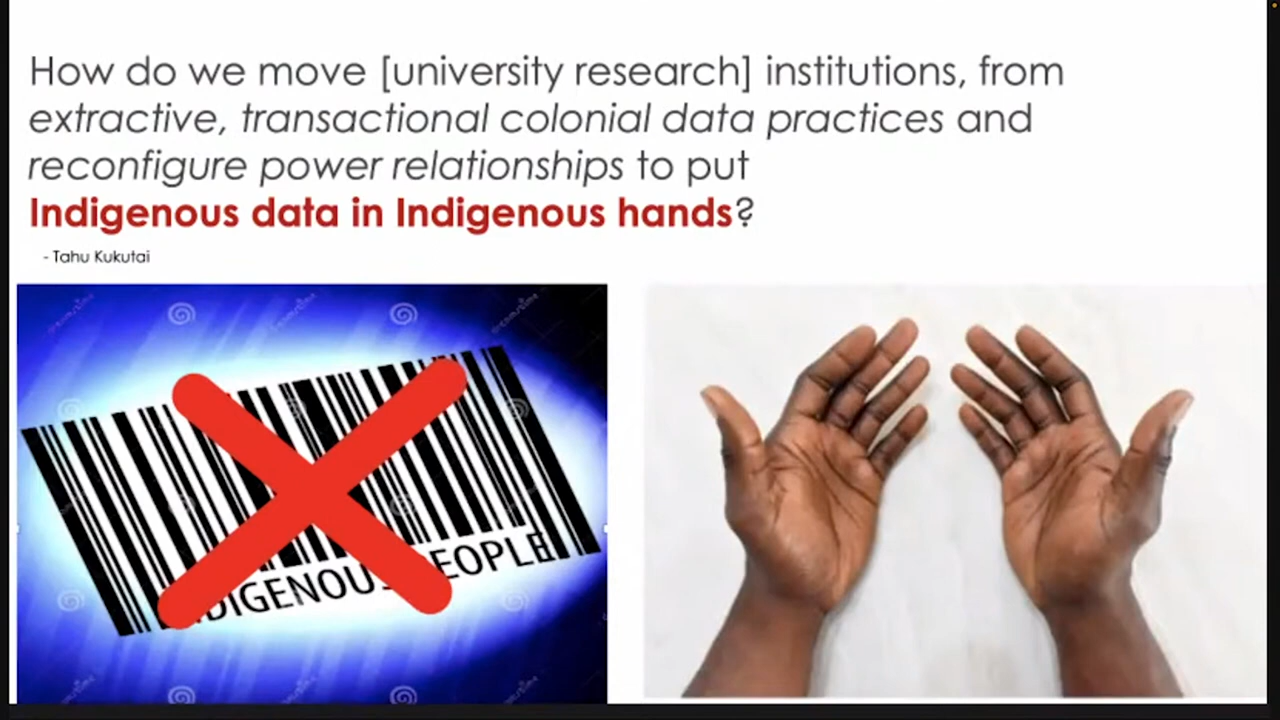 How do we move [university research] institutions, from
extractive, transactional colonial data practices and
reconfigure power relationships to put
Indigenous data in Indigenous hands?
- Tahu Kukutai
dreamstime